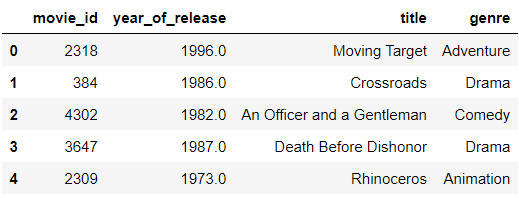 movie_id year_of_release title genre
0 2318 1996.0 Moving Target Adventure
1 384 1986.0 Crossroads Drama
2 4302 1982.0 An Officer and a Gentleman Comedy
3 3647 1987.0 Death Before Dishonor Drama
4 2309 1973.0 Rhinoceros Animation